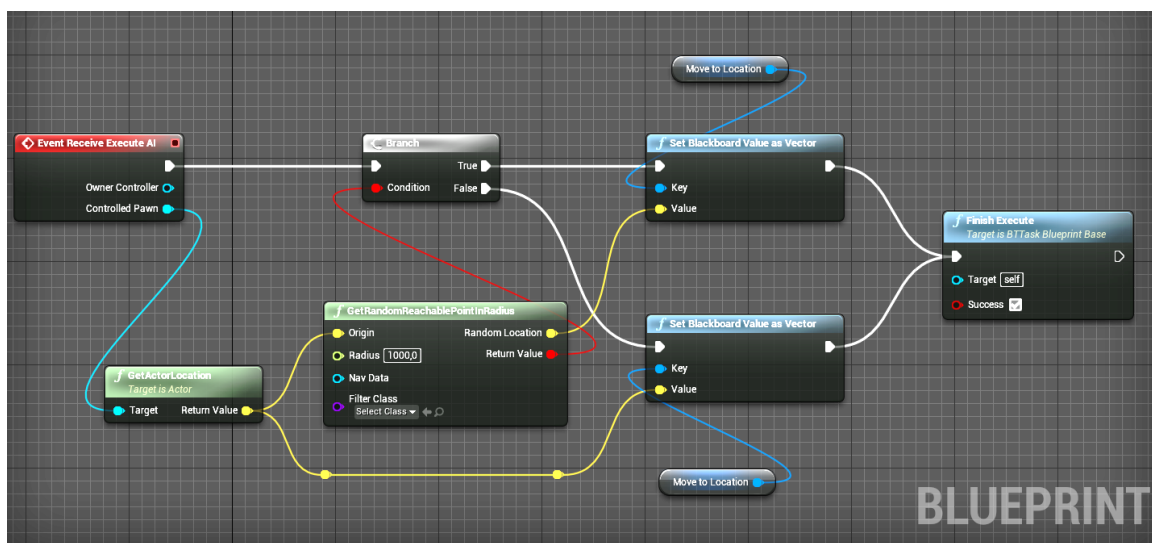 Move to Location
Event Receive Execute AI
Owner Controller
Controlled Pawn
Branch
True
Condition
False
Set Blackboard Value as Vector
Key
Value
Finish Execute
Target is BTTask Blueprint Base
Target self
Success
GetRandomReachablePointInRadius
Origin
Random Location
Radius 1000,0
Return Value
Nav Data
Filter Class
Select Class
GetActorLocation
Target is Actor
Target
Return Value
Set Blackboard Value as Vector
Key
Value
Move to Location
BLUEPRINT